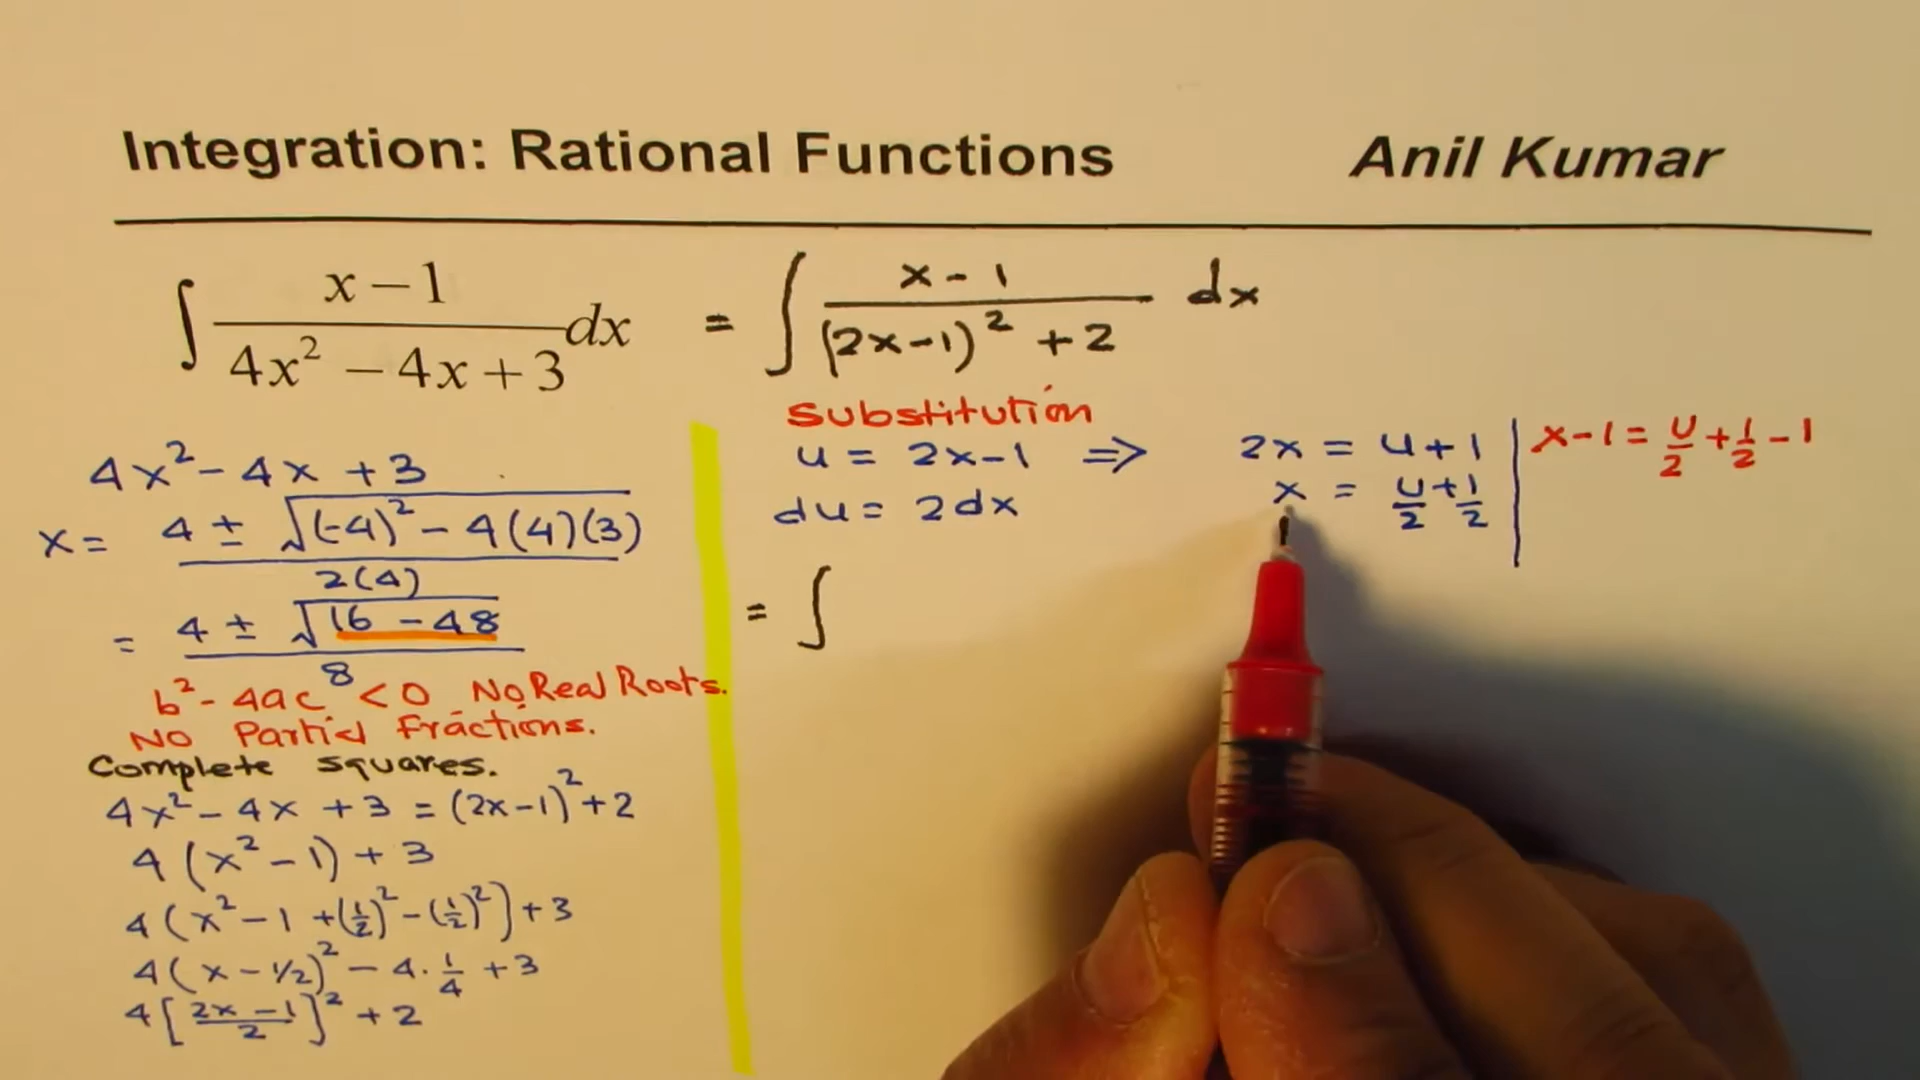 Integration: Rational Functions Anil Kumar
∫ (x − 1)/(4x² − 4x + 3) dx = ∫ (x - 1)/((2x-1)² + 2) dx
Substitution
u = 2x-1 ⇒ 2x = u+1 | x-1 = u/2 + 1/2 - 1
du = 2dx x = u/2 + 1/2
= ∫
4x² - 4x + 3
x = (4 ± √((-4)² - 4(4)(3)))/(2(4))
= (4 ± √(16 - 48))/8
b² - 4ac < 0 No Real Roots.
No Partial Fractions.
Complete squares.
4x² - 4x + 3 = (2x-1)² + 2
4(x² - 1) + 3
4(x² - 1 + (1/2)² - (1/2)²) + 3
4(x - 1/2)² - 4 . 1/4 + 3
4[(2x - 1)/2]² + 2